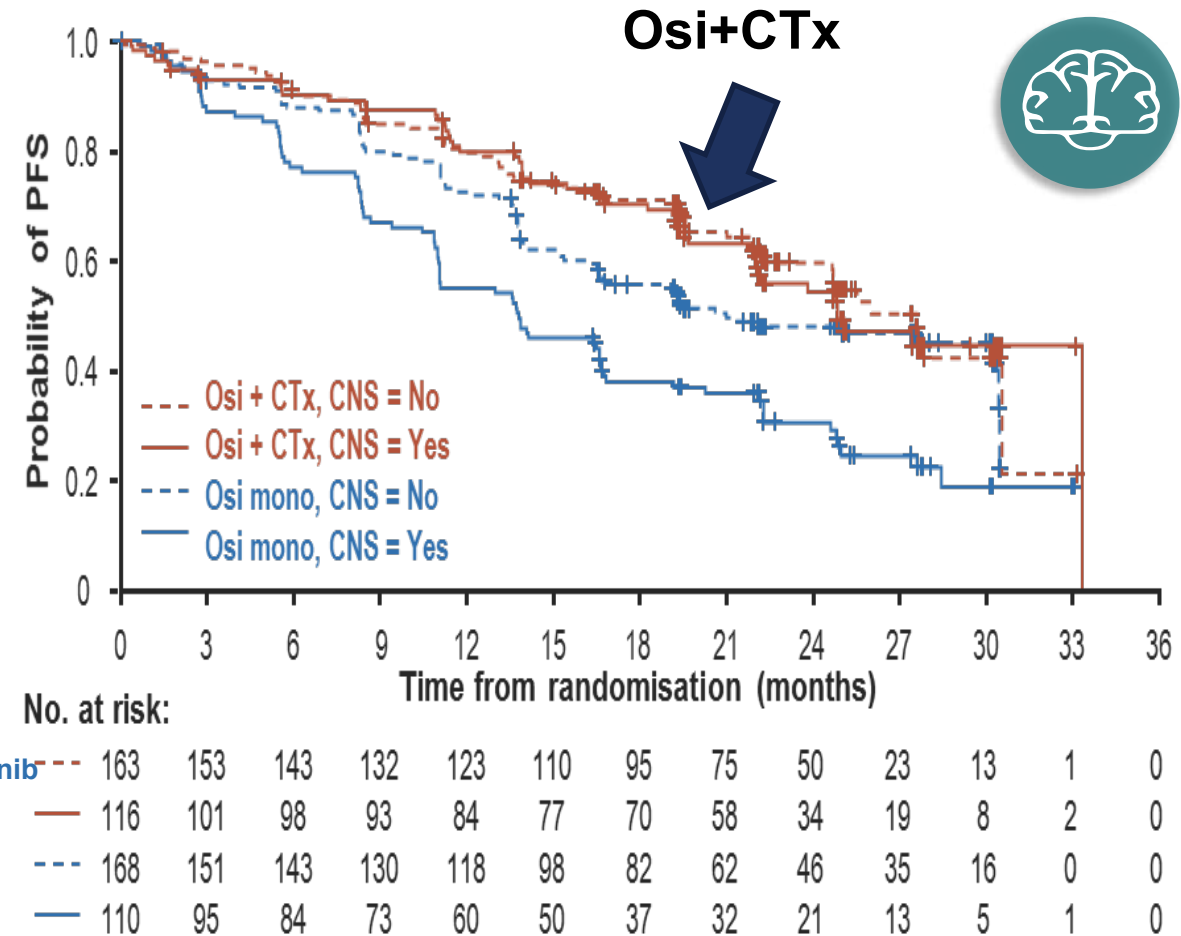 Osi+CTx
Probability of PFS
1.0
0.8
0.6
0.4
0.2
0
Osi + CTx, CNS = No
Osi + CTx, CNS = Yes
Osi mono, CNS = No
Osi mono, CNS = Yes
0 3 6 9 12 15 18 21 24 27 30 33 36
Time from randomisation (months)
No. at risk:
nib 163 153 143 132 123 110 95 75 50 23 13 1 0
116 101 98 93 84 77 70 58 34 19 8 2 0
168 151 143 130 118 98 82 62 46 35 16 0 0
110 95 84 73 60 50 37 32 21 13 5 1 0